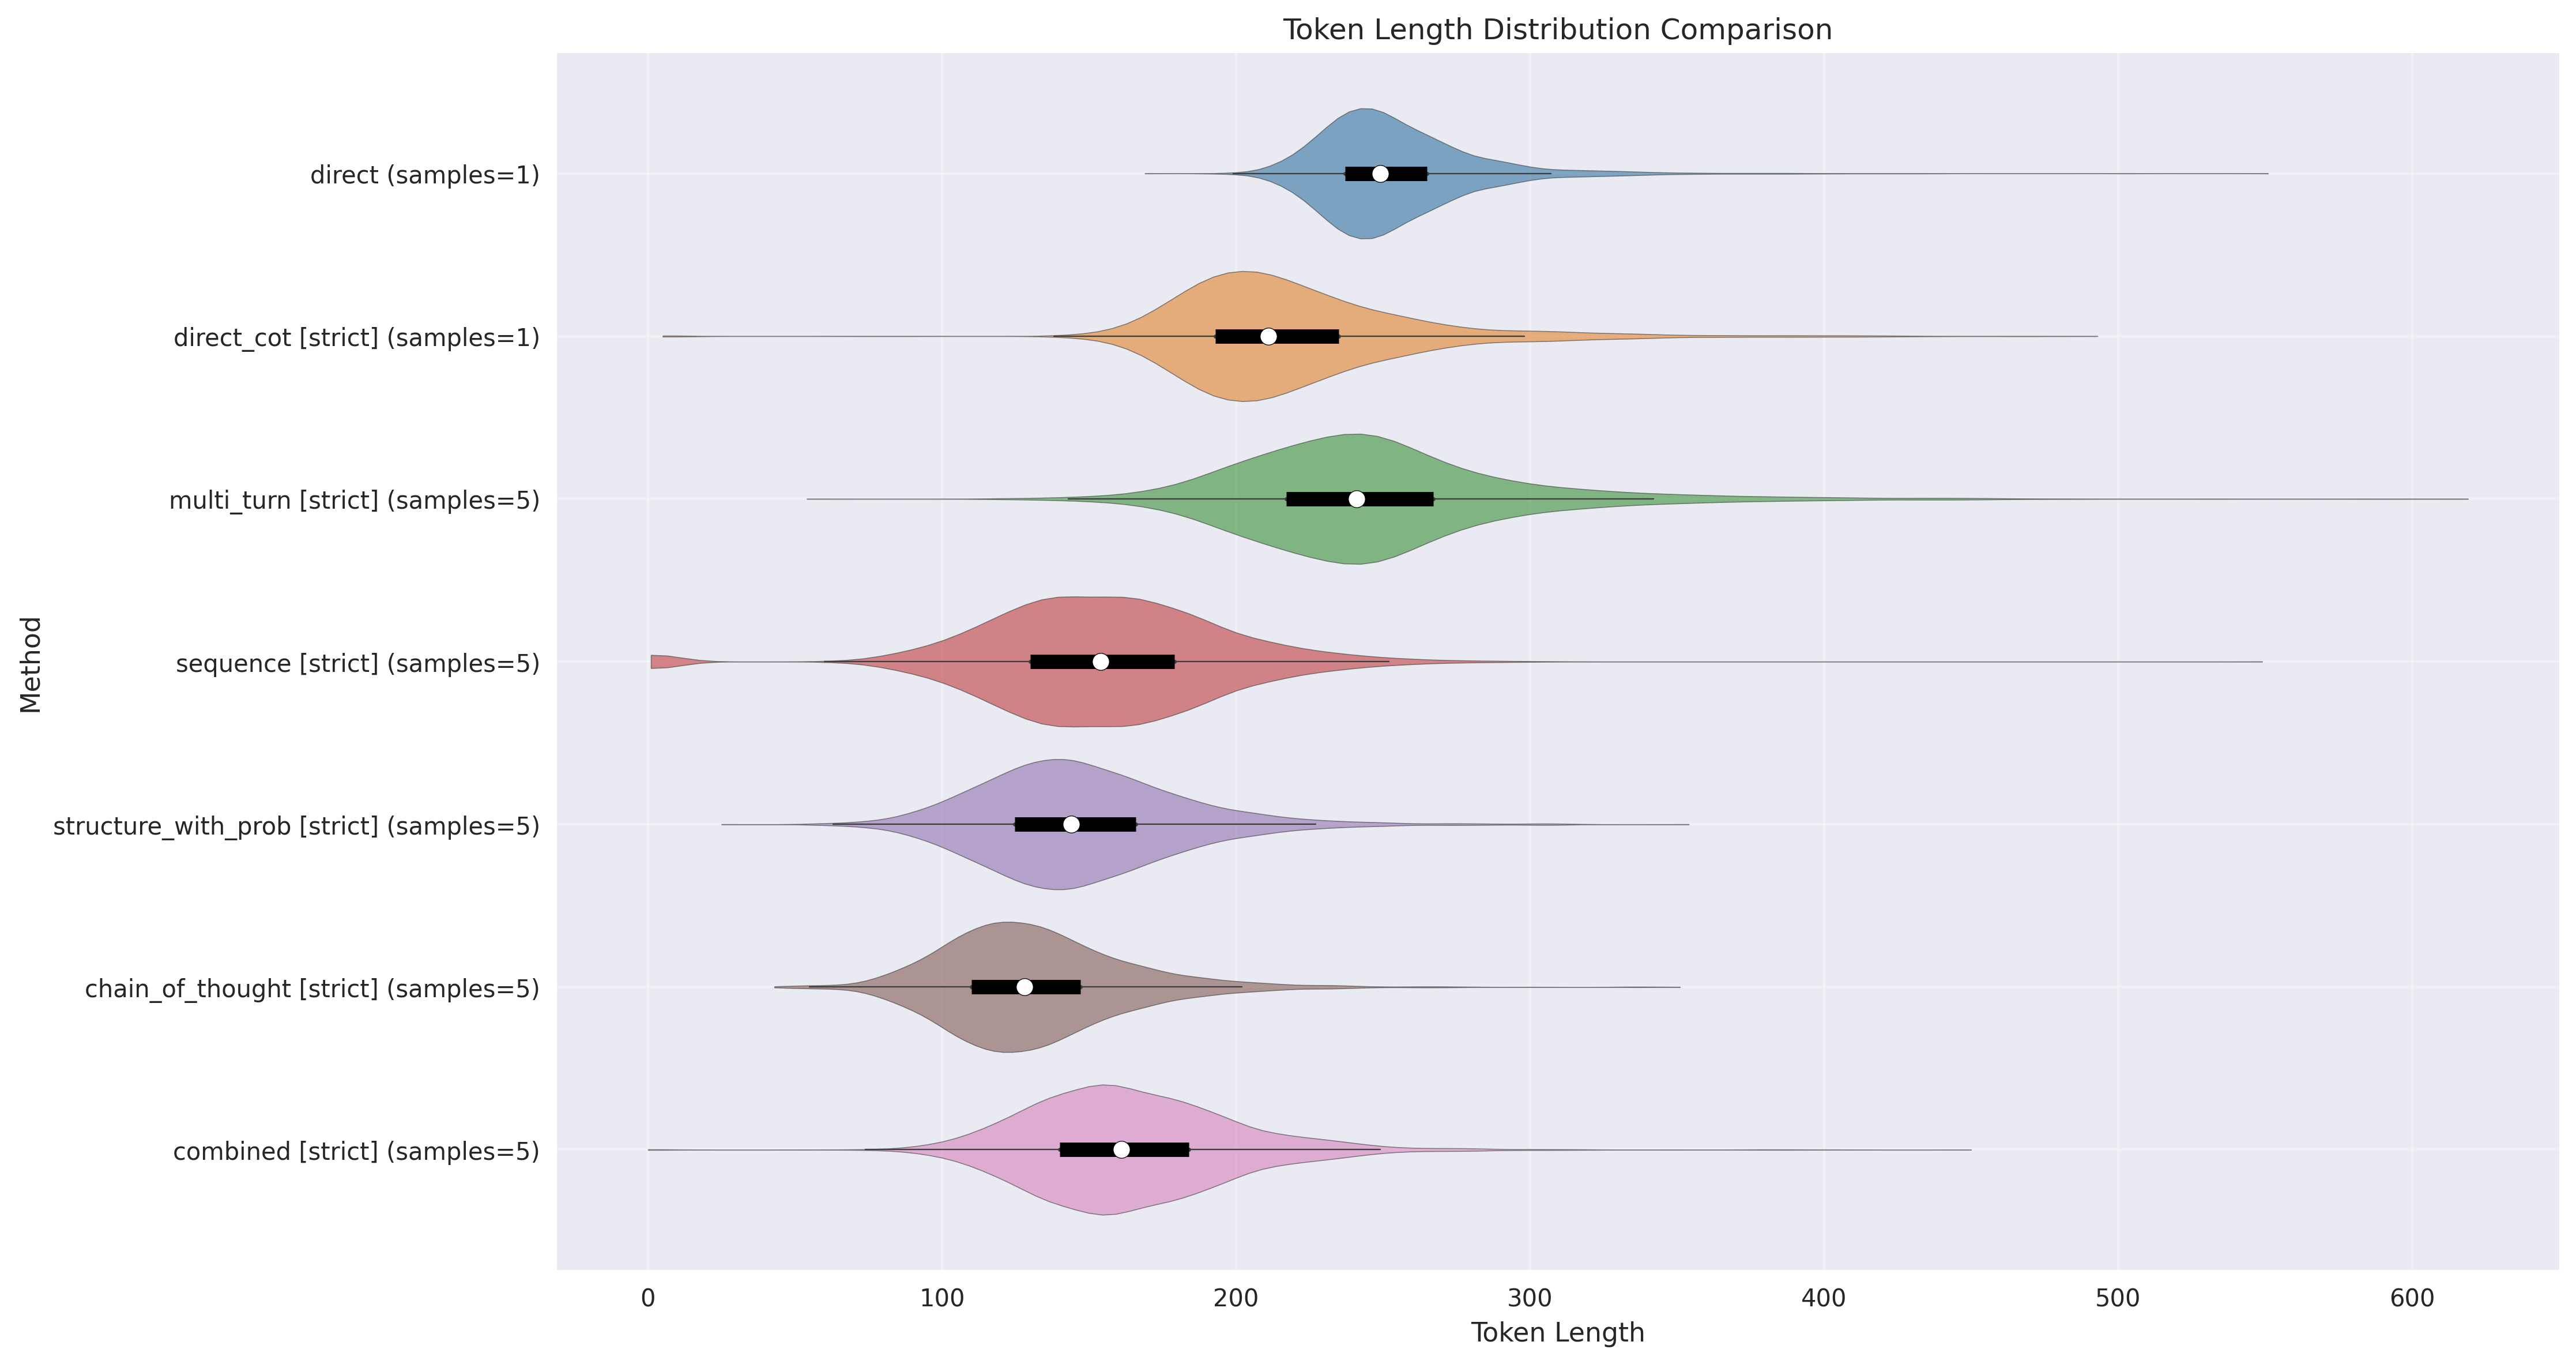 Token Length Distribution Comparison
direct (samples=1)
direct_cot [strict] (samples=1)
multi_turn [strict] (samples=5)
sequence [strict] (samples=5)
structure_with_prob [strict] (samples=5)
chain_of_thought [strict] (samples=5)
combined [strict] (samples=5)
Method
0 100 200 300 400 500 600
Token Length